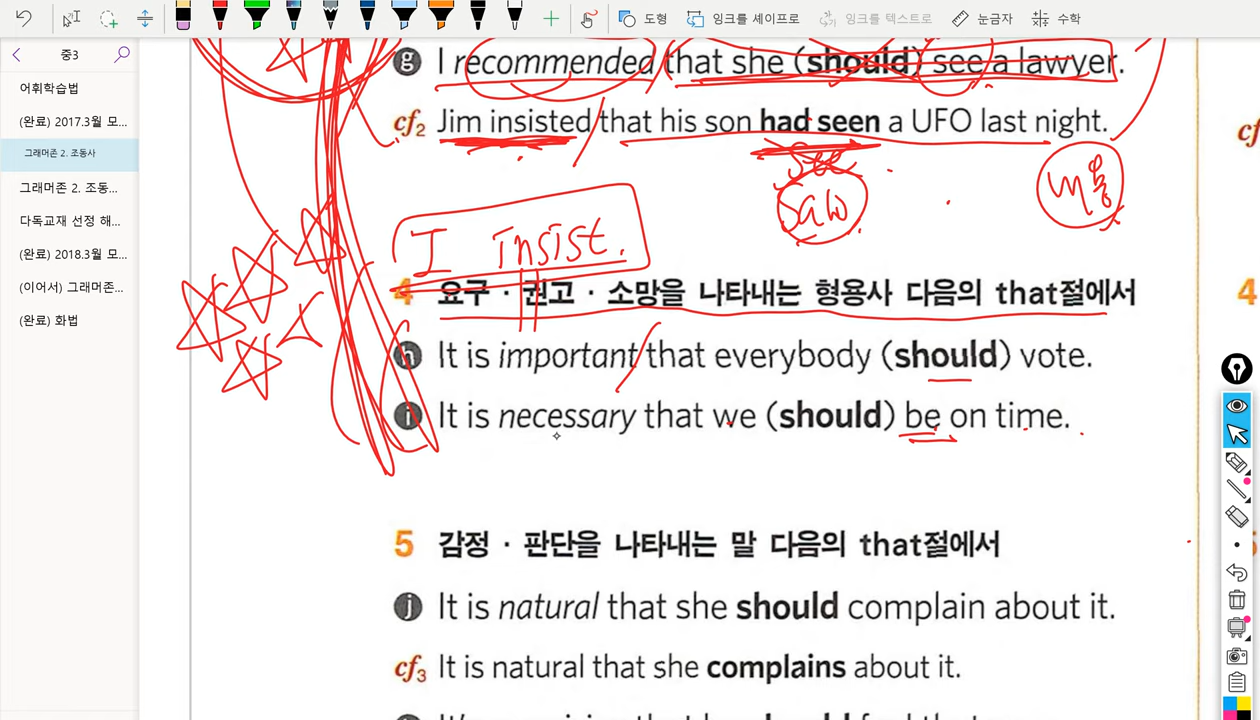 도형
잉크를 셰이프로
잉크를 텍스트로
눈금자
수학
중3
어휘학습법
(완료) 2017.3월 모...
그래머존 2. 조동사
그래머존 2. 조동...
다독교재 선정 해...
(완료) 2018.3월 모...
(이어서) 그래머존...
(완료) 화법
g I recommended that she (should) see a lawyer.
cf2 Jim insisted that his son had seen a UFO last night.
see
saw
I insist.
4 요구 · 권고 · 소망을 나타내는 형용사 다음의 that절에서
4
h It is important that everybody (should) vote.
i It is necessary that we (should) be on time.
5 감정 · 판단을 나타내는 말 다음의 that절에서
j It is natural that she should complain about it.
cf3 It is natural that she complains about it.